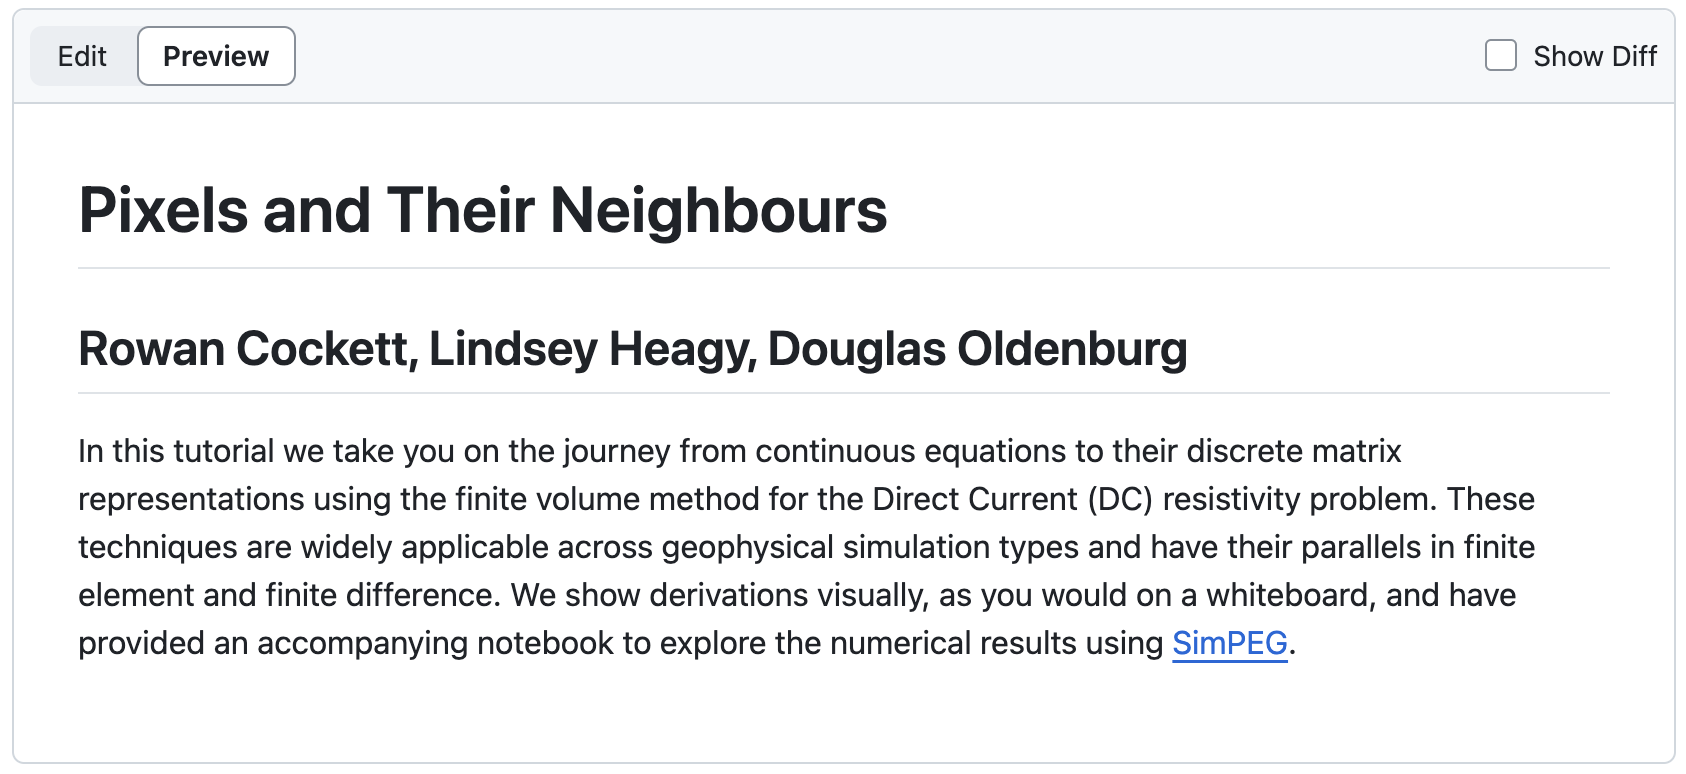 Edit Preview Show Diff
Pixels and Their Neighbours
Rowan Cockett, Lindsey Heagy, Douglas Oldenburg
In this tutorial we take you on the journey from continuous equations to their discrete matrix
representations using the finite volume method for the Direct Current (DC) resistivity problem. These
techniques are widely applicable across geophysical simulation types and have their parallels in finite
element and finite difference. We show derivations visually, as you would on a whiteboard, and have
provided an accompanying notebook to explore the numerical results using SimPEG.